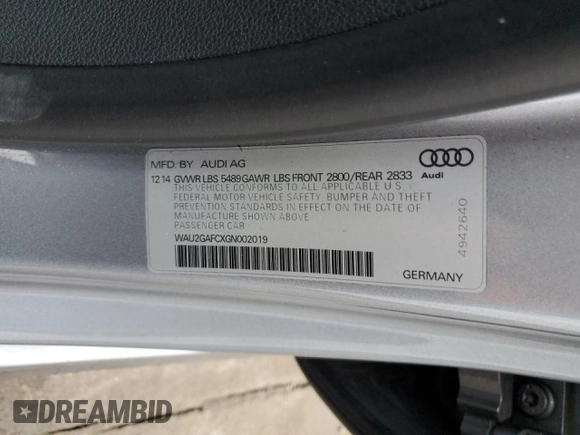 MFD. BY AUDI AG
12 14 GVWR LBS 5489 GAWR LBS FRONT 2800/REAR 2833
THIS VEHICLE CONFORMS TO ALL APPLICABLE U S
FEDERAL MOTOR VEHICLE SAFETY, BUMPER AND THEFT
PREVENTION STANDARDS IN EFFECT ON THE DATE OF
MANUFACTURE SHOWN ABOVE
PASSENGER CAR
WAU2GAFCXGN002019
Audi
4942640
GERMANY
DREAMBID